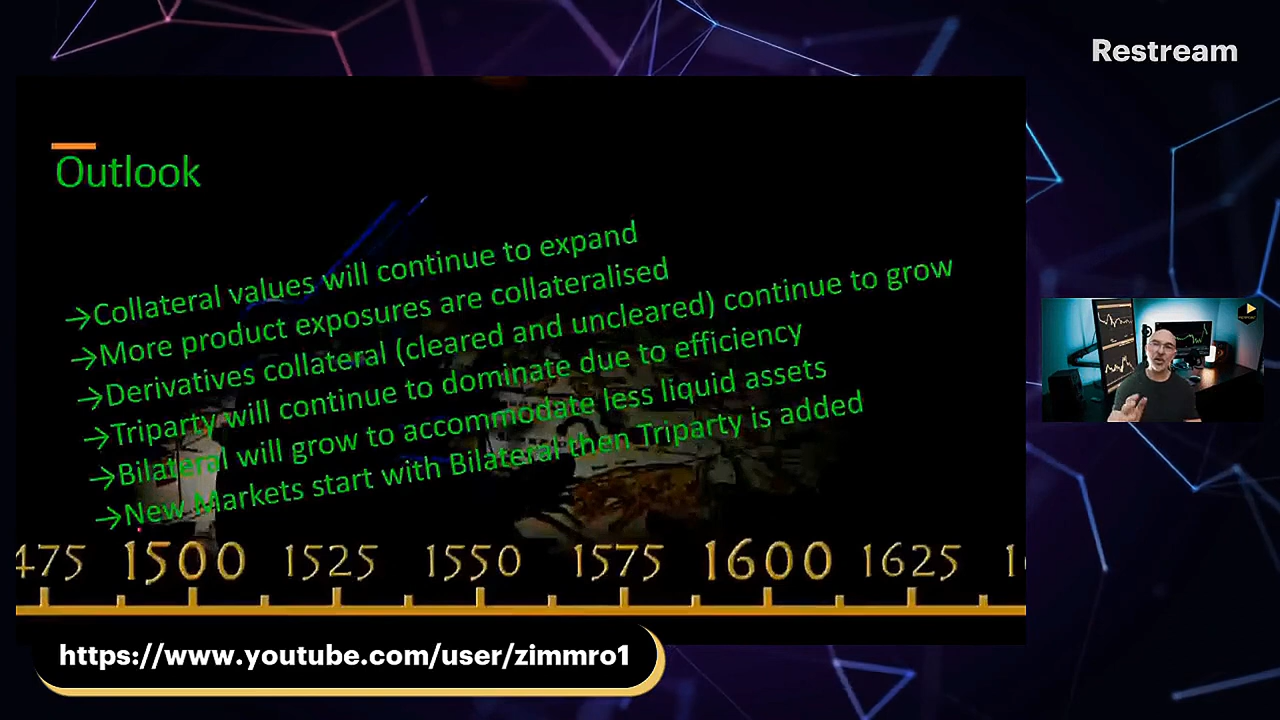 Restream
Outlook
→Collateral values will continue to expand
→More product exposures are collateralised
→Derivatives collateral (cleared and uncleared) continue to grow
→Triparty will continue to dominate due to efficiency
→Bilateral will grow to accommodate less liquid assets
→New Markets start with Bilateral then Triparty is added
475 1500 1525 1550 1575 1600 1625 1
https://www.youtube.com/user/zimmro1